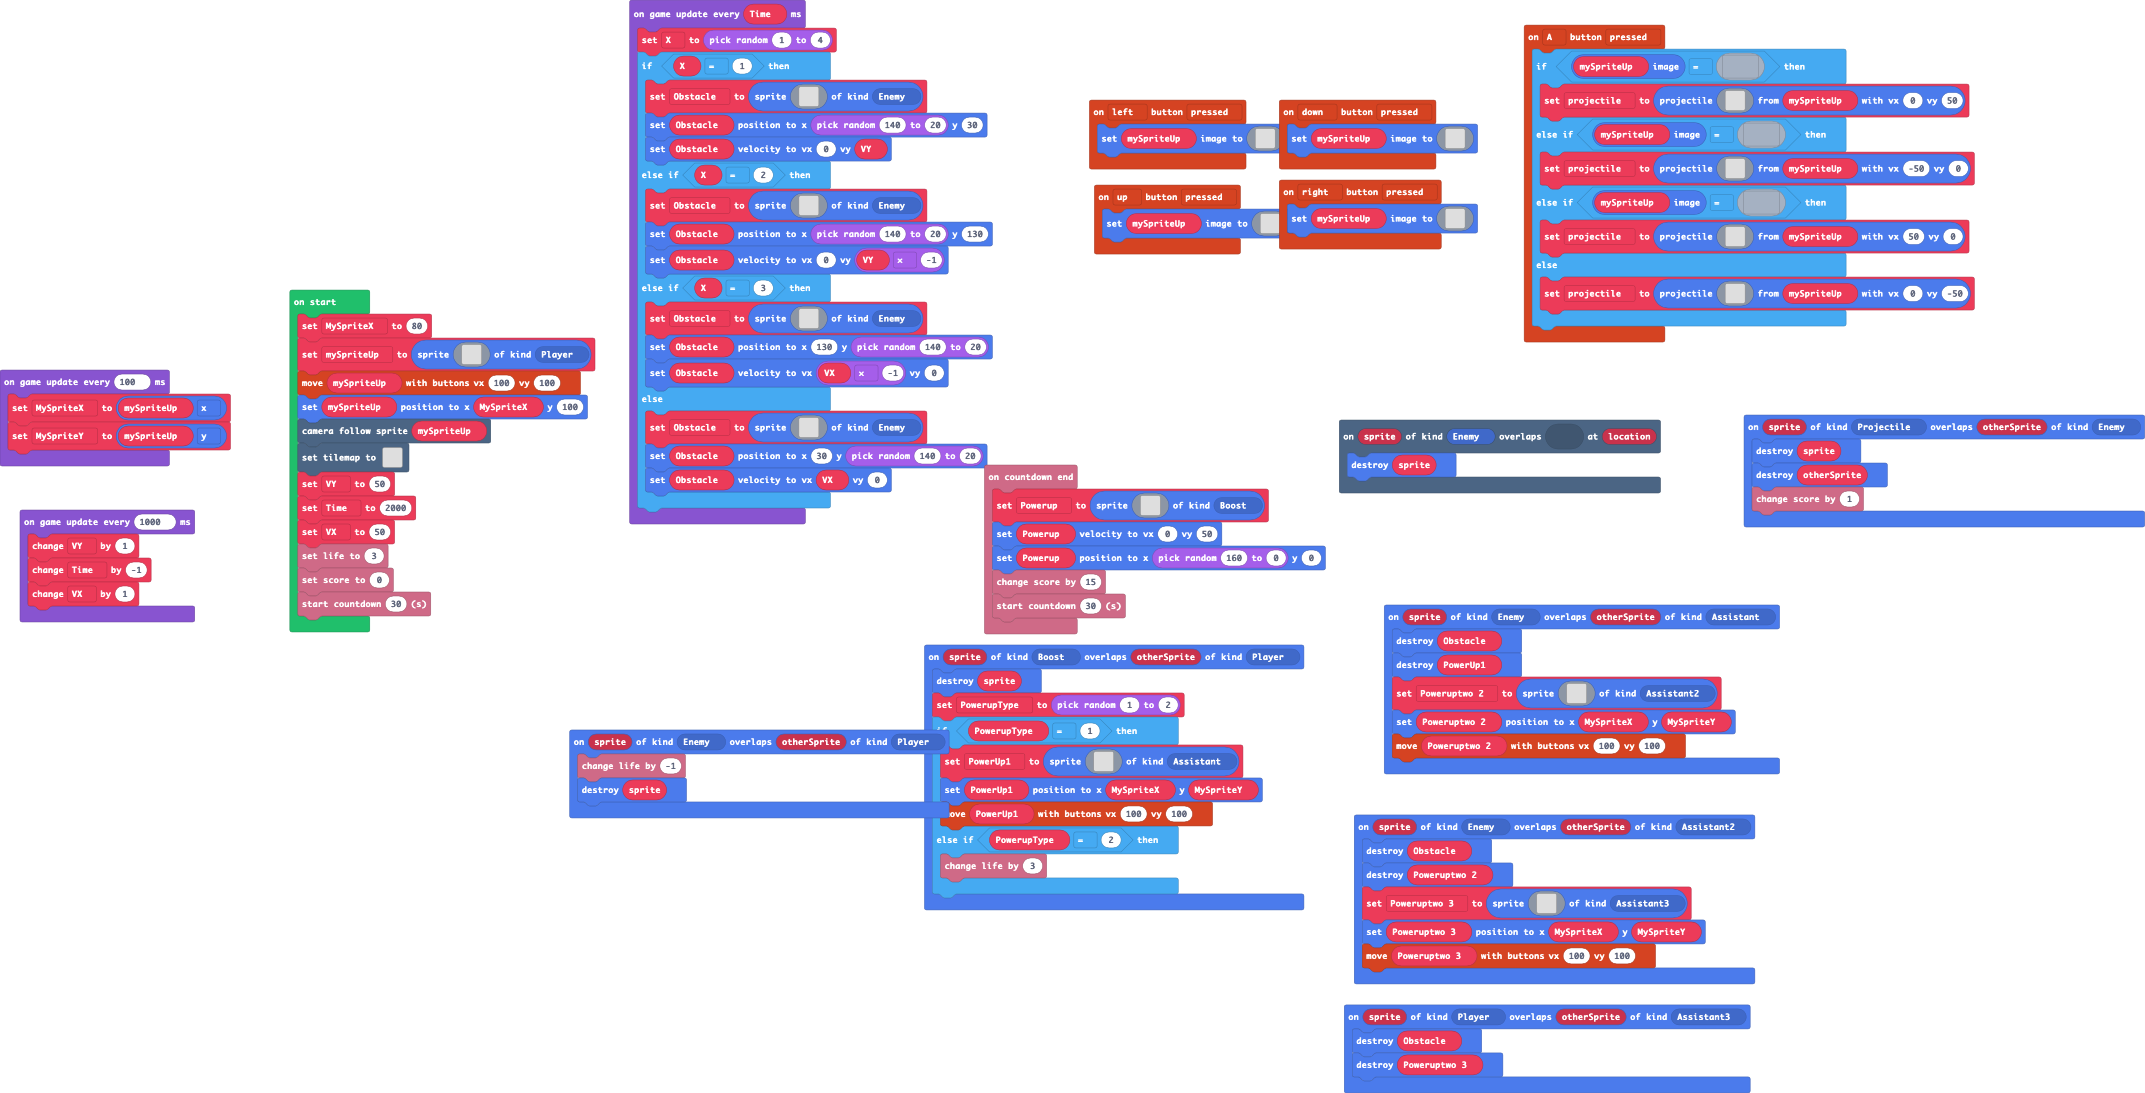 on game update every 100 ms
set MySpriteX to mySpriteUp x
set MySpriteY to mySpriteUp y
on game update every 1000 ms
change VY by 1
change Time by -1
change VX by 1
on start
set MySpriteX to 80
set mySpriteUp to sprite of kind Player
move mySpriteUp with buttons vx 100 vy 100
set mySpriteUp position to x MySpriteX y 100
camera follow sprite mySpriteUp
set tilemap to
set VY to 50
set Time to 2000
set VX to 50
set life to 3
set score to 0
start countdown 30 (s)
on game update every Time ms
set X to pick random 1 to 4
if X = 1 then
set Obstacle to sprite of kind Enemy
set Obstacle position to x pick random 140 to 20 y 30
set Obstacle velocity to vx 0 vy VY
else if X = 2 then
set Obstacle to sprite of kind Enemy
set Obstacle position to x pick random 140 to 20 y 130
set Obstacle velocity to vx 0 vy VY × -1
else if X = 3 then
set Obstacle to sprite of kind Enemy
set Obstacle position to x 130 y pick random 140 to 20
set Obstacle velocity to vx VX × -1 vy 0
else
set Obstacle to sprite of kind Enemy
set Obstacle position to x 30 y pick random 140 to 20
set Obstacle velocity to vx VX vy 0
on left button pressed
set mySpriteUp image to
on down button pressed
set mySpriteUp image to
on up button pressed
set mySpriteUp image to
on right button pressed
set mySpriteUp image to
on A button pressed
if mySpriteUp image = then
set projectile to projectile from mySpriteUp with vx 0 vy 50
else if mySpriteUp image = then
set projectile to projectile from mySpriteUp with vx -50 vy 0
else if mySpriteUp image = then
set projectile to projectile from mySpriteUp with vx 50 vy 0
else
set projectile to projectile from mySpriteUp with vx 0 vy -50
on countdown end
set Powerup to sprite of kind Boost
set Powerup velocity to vx 0 vy 50
set Powerup position to x pick random 160 to 0 y 0
change score by 15
start countdown 30 (s)
on sprite of kind Enemy overlaps at location
destroy sprite
on sprite of kind Projectile overlaps otherSprite of kind Enemy
destroy sprite
destroy otherSprite
change score by 1
on sprite of kind Boost overlaps otherSprite of kind Player
destroy sprite
set PowerupType to pick random 1 to 2
if PowerupType = 1 then
set PowerUp1 to sprite of kind Assistant
set PowerUp1 position to x MySpriteX y MySpriteY
move PowerUp1 with buttons vx 100 vy 100
else if PowerupType = 2 then
change life by 3
on sprite of kind Enemy overlaps otherSprite of kind Player
change life by -1
destroy sprite
on sprite of kind Enemy overlaps otherSprite of kind Assistant
destroy Obstacle
destroy PowerUp1
set Poweruptwo 2 to sprite of kind Assistant2
set Poweruptwo 2 position to x MySpriteX y MySpriteY
move Poweruptwo 2 with buttons vx 100 vy 100
on sprite of kind Enemy overlaps otherSprite of kind Assistant2
destroy Obstacle
destroy Poweruptwo 2
set Poweruptwo 3 to sprite of kind Assistant3
set Poweruptwo 3 position to x MySpriteX y MySpriteY
move Poweruptwo 3 with buttons vx 100 vy 100
on sprite of kind Player overlaps otherSprite of kind Assistant3
destroy Obstacle
destroy Poweruptwo 3